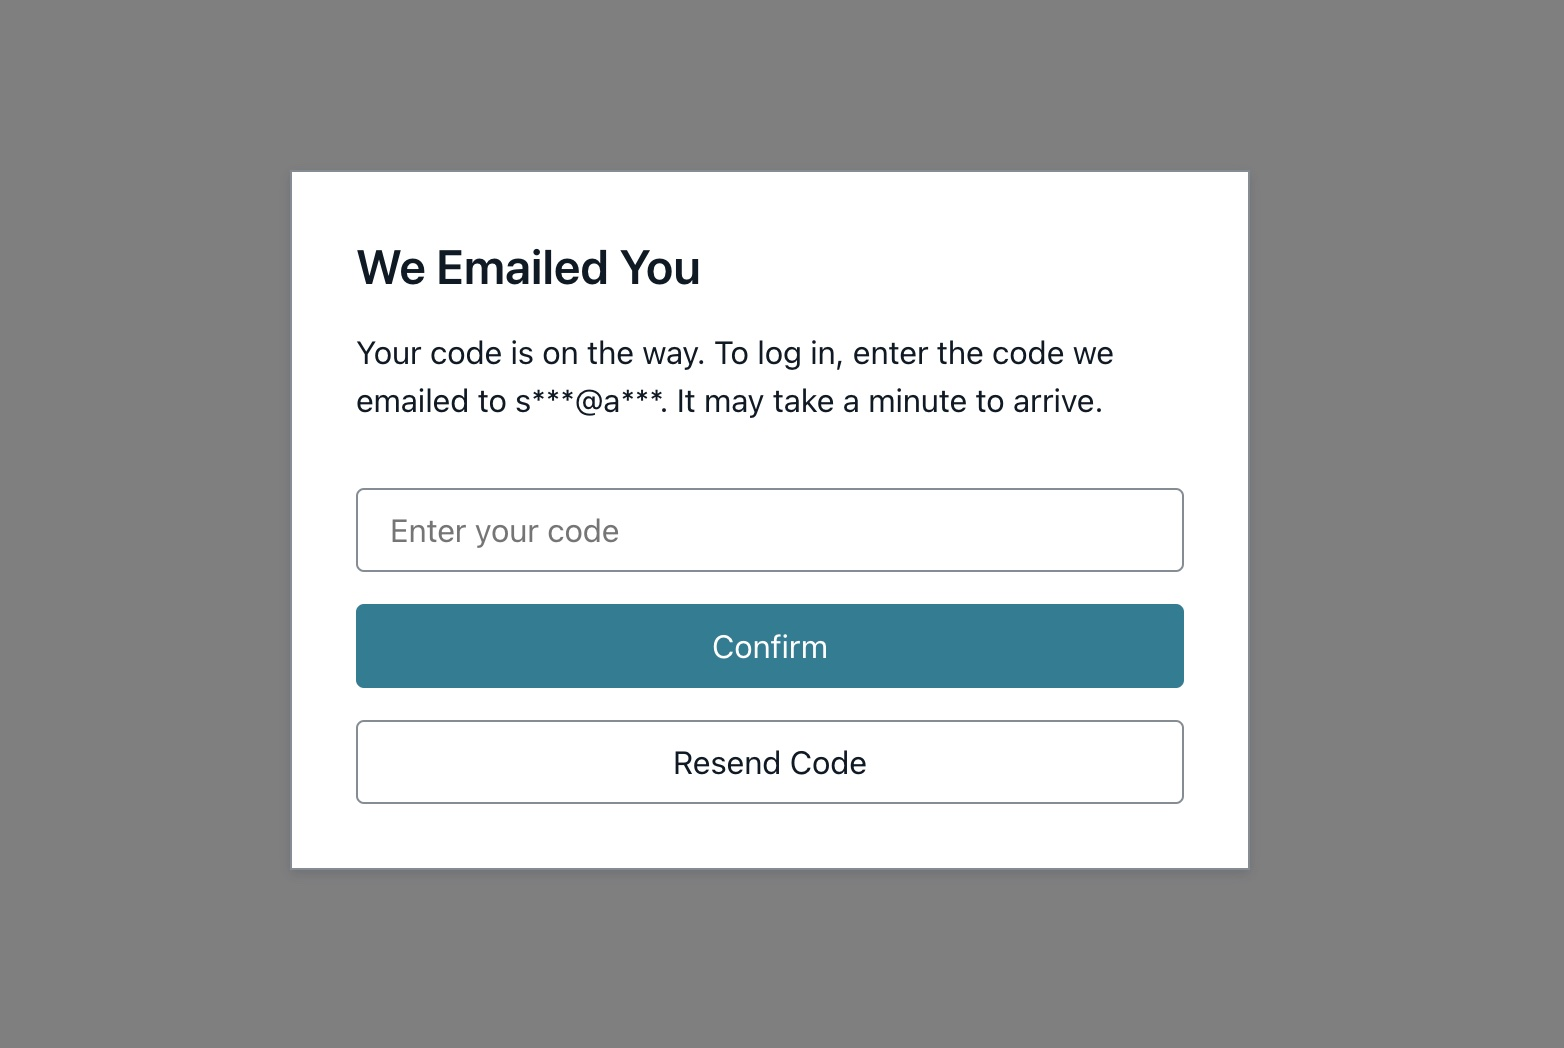 We Emailed You
Your code is on the way. To log in, enter the code we
emailed to s***@a***. It may take a minute to arrive.
Enter your code
Confirm
Resend Code